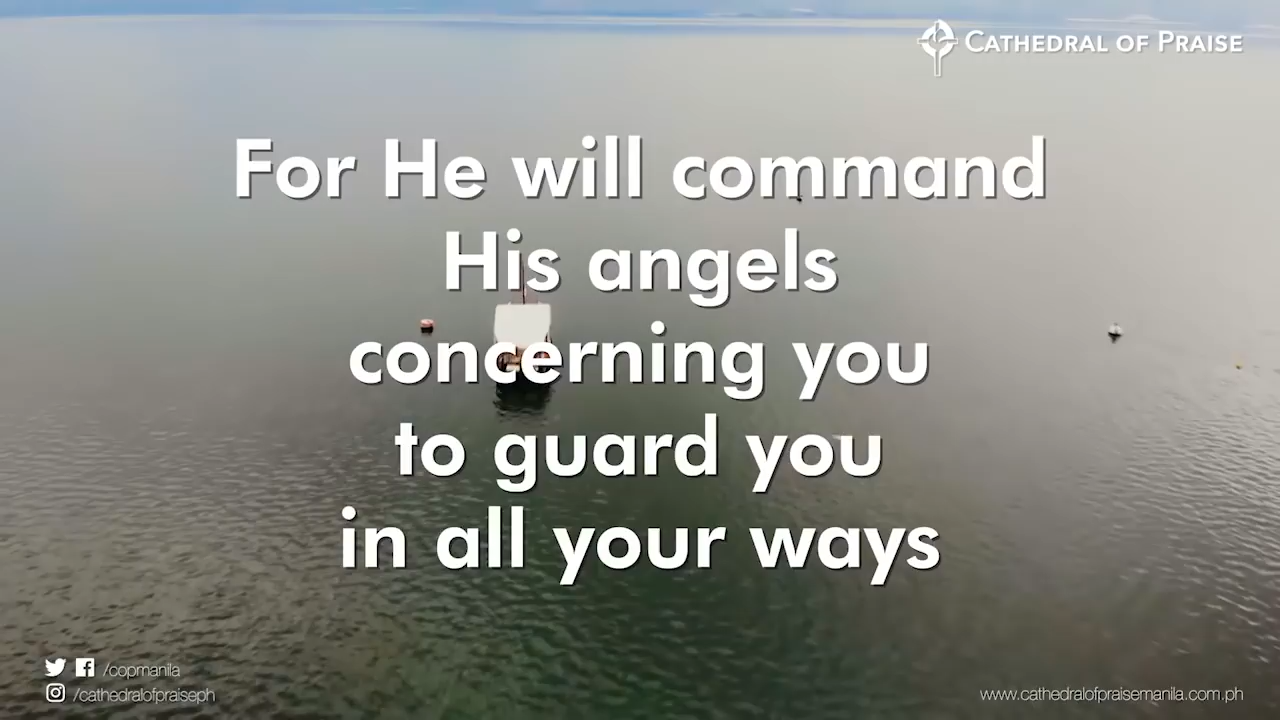 CATHEDRAL OF PRAISE
For He will command
His angels
concerning you
to guard you
in all your ways
/copmanila
/cathedralofpraiseph
www.cathedralofpraisemanila.com.ph